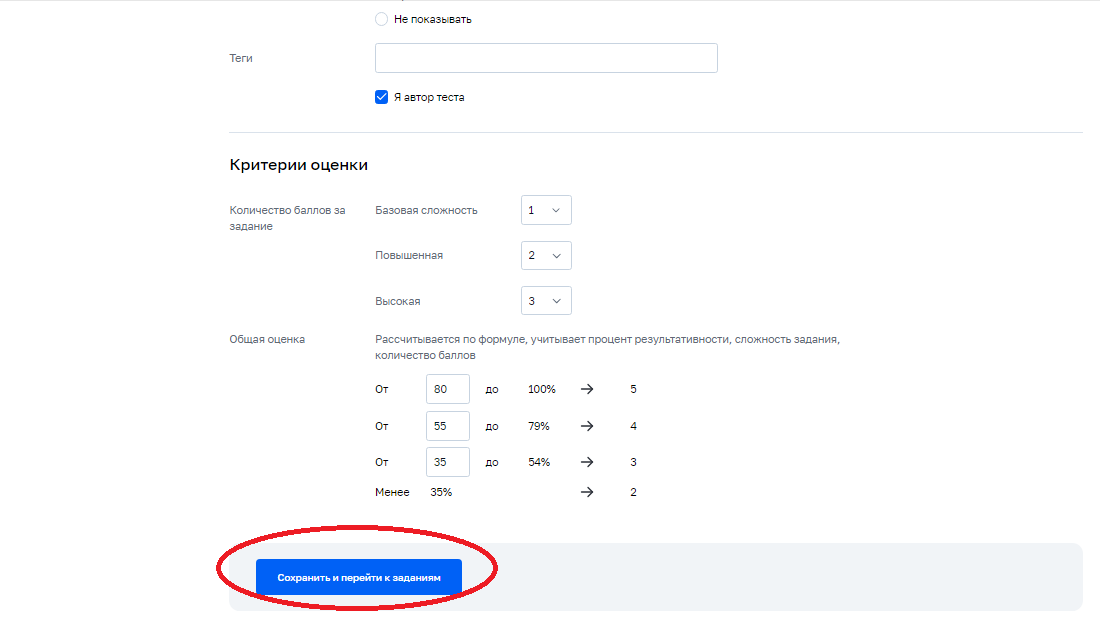 Не показывать
Теги
Я автор теста
Критерии оценки
Количество баллов за
задание
Базовая сложность 1
Повышенная 2
Высокая 3
Общая оценка
Рассчитывается по формуле, учитывает процент результативности, сложность задания,
количество баллов
От 80 до 100% → 5
От 55 до 79% → 4
От 35 до 54% → 3
Менее 35% → 2
Сохранить и перейти к заданиям